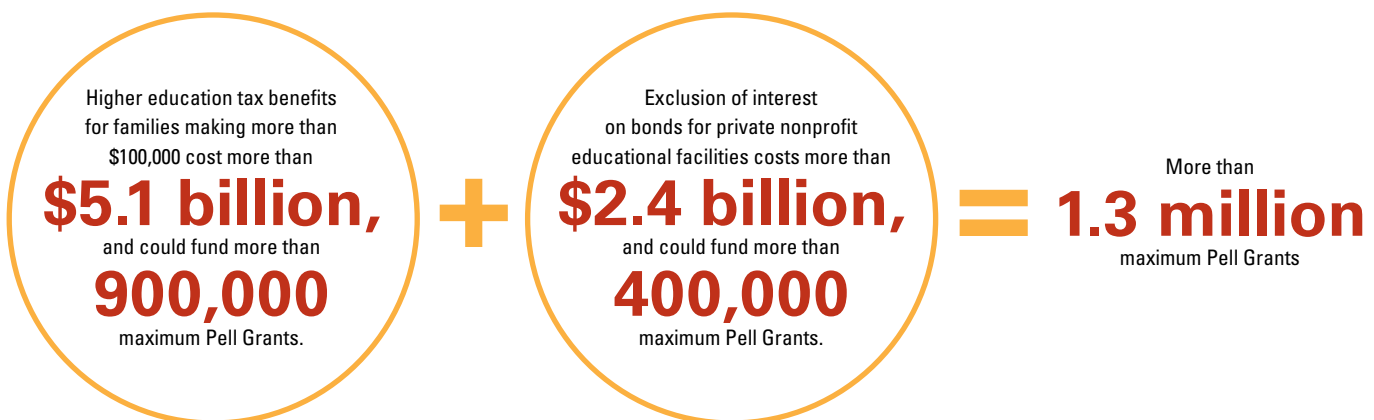 Higher education tax benefits
for families making more than
$100,000 cost more than
$5.1 billion,
and could fund more than
900,000
maximum Pell Grants.
+
Exclusion of interest
on bonds for private nonprofit
educational facilities costs more than
$2.4 billion,
and could fund more than
400,000
maximum Pell Grants.
=
More than
1.3 million
maximum Pell Grants